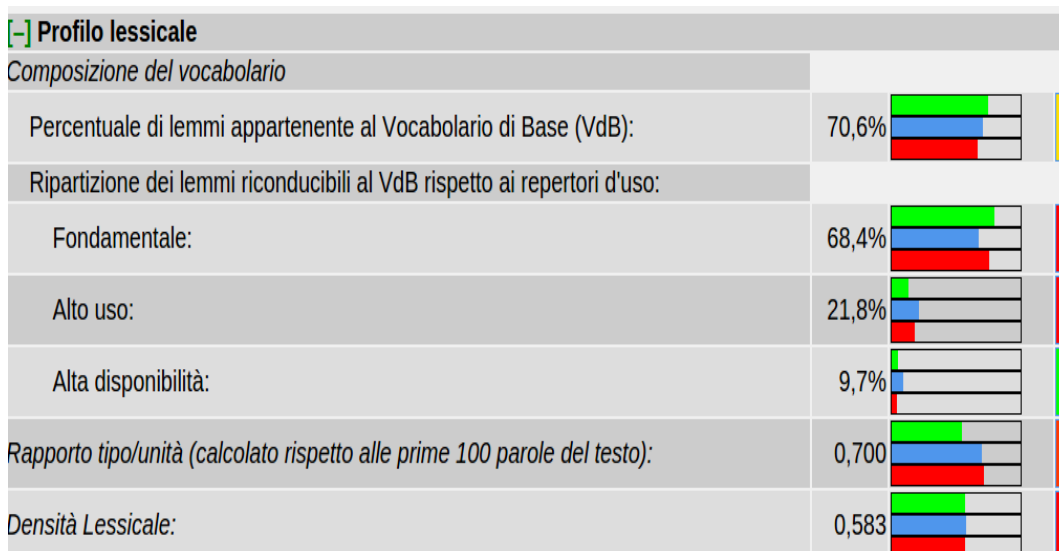 [–] Profilo lessicale
Composizione del vocabolario
Percentuale di lemmi appartenente al Vocabolario di Base (VdB): 70,6%
Ripartizione dei lemmi riconducibili al VdB rispetto ai repertori d'uso:
Fondamentale: 68,4%
Alto uso: 21,8%
Alta disponibilità: 9,7%
Rapporto tipo/unità (calcolato rispetto alle prime 100 parole del testo): 0,700
Densità Lessicale: 0,583